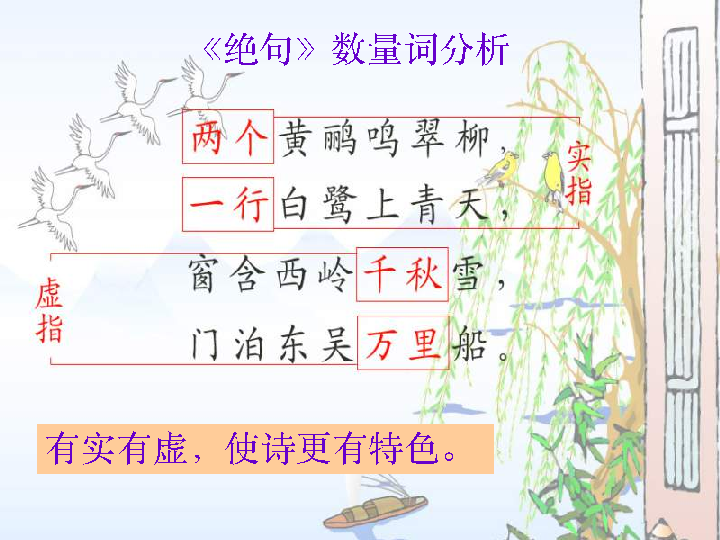 《绝句》数量词分析
两个黄鹂鸣翠柳，
实指
一行白鹭上青天，
窗含西岭千秋雪，
虚指
门泊东吴万里船。
有实有虚，使诗更有特色。